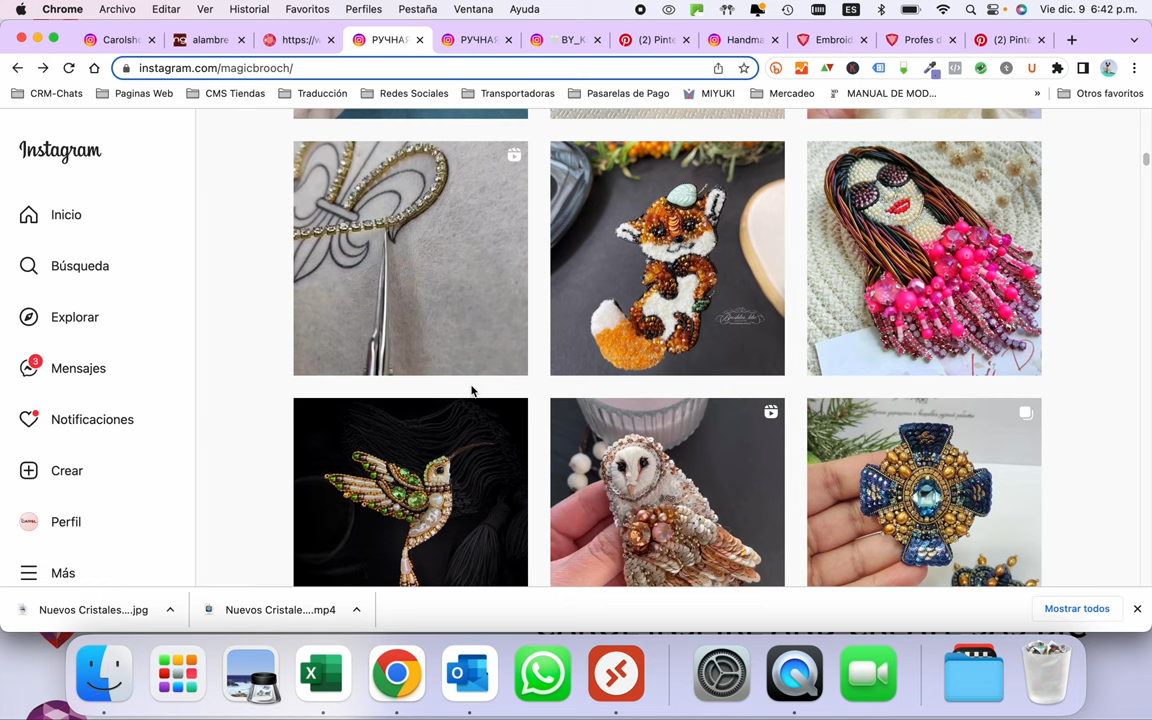 Chrome Archivo Editar Ver Historial Favoritos Perfiles Pestaña Ventana Ayuda ES Vie dic. 9 6:42 p.m.
Carolsho alambre https://w РУЧНАЯ РУЧНАЯ BY_K (2) Pinte Handma Embroid Profes d (2) Pinte
instagram.com/magicbrooch/
CRM-Chats Paginas Web CMS Tiendas Traducción Redes Sociales Transportadoras Pasarelas de Pago MIYUKI Mercadeo MANUAL DE MOD... » Otros favoritos
Instagram
Inicio
Búsqueda
Explorar
3
Mensajes
Notificaciones
Crear
Perfil
Más
Nuevos Cristales....jpg Nuevos Cristale....mp4 Mostrar todos